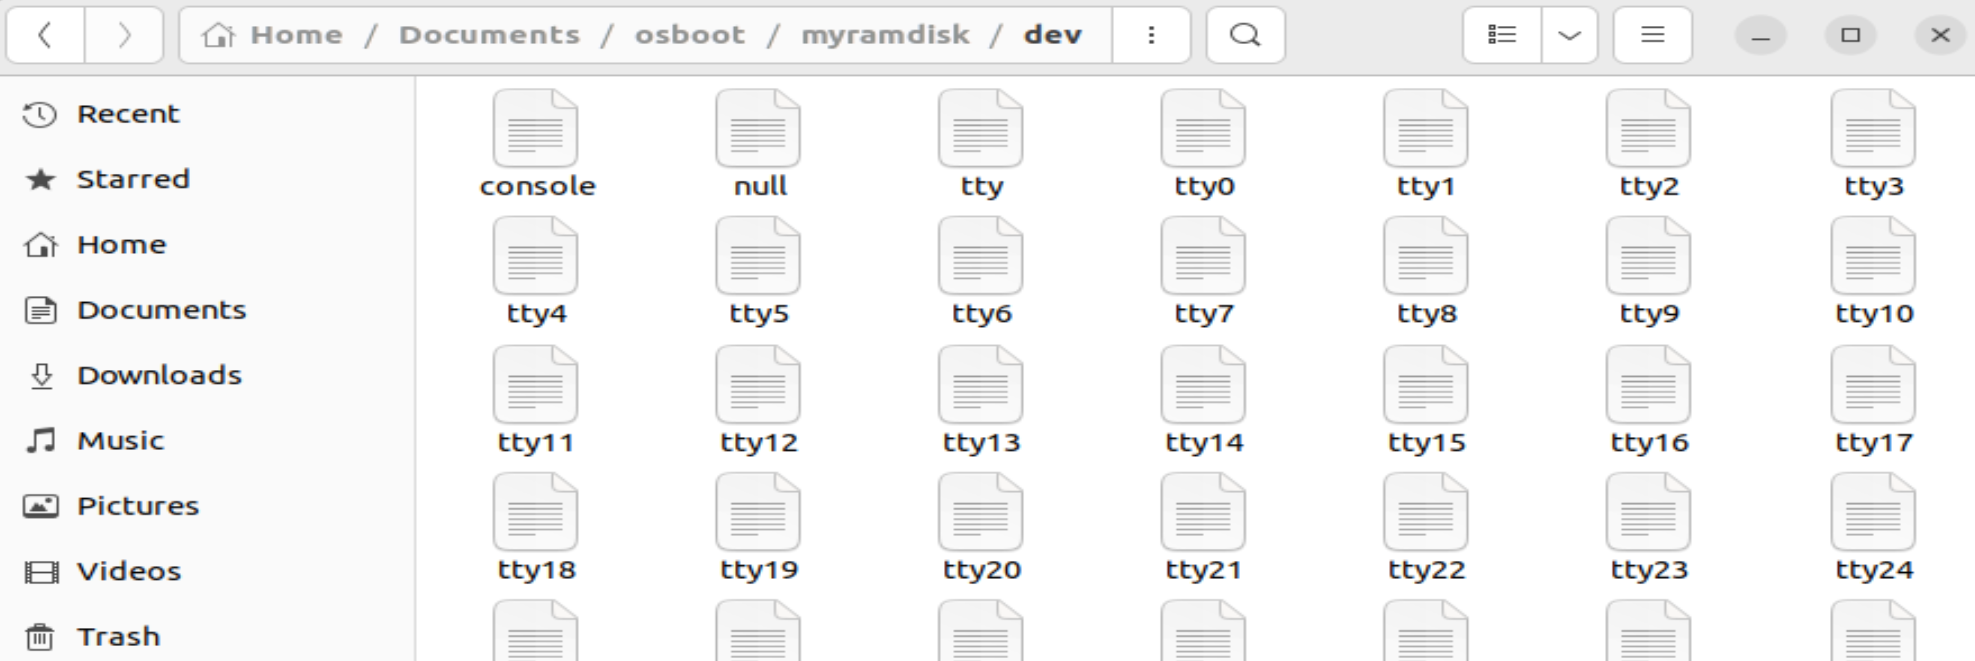 Home / Documents / osboot / myramdisk / dev
Recent
Starred
Home
Documents
Downloads
Music
Pictures
Videos
Trash
console null tty tty0 tty1 tty2 tty3
tty4 tty5 tty6 tty7 tty8 tty9 tty10
tty11 tty12 tty13 tty14 tty15 tty16 tty17
tty18 tty19 tty20 tty21 tty22 tty23 tty24